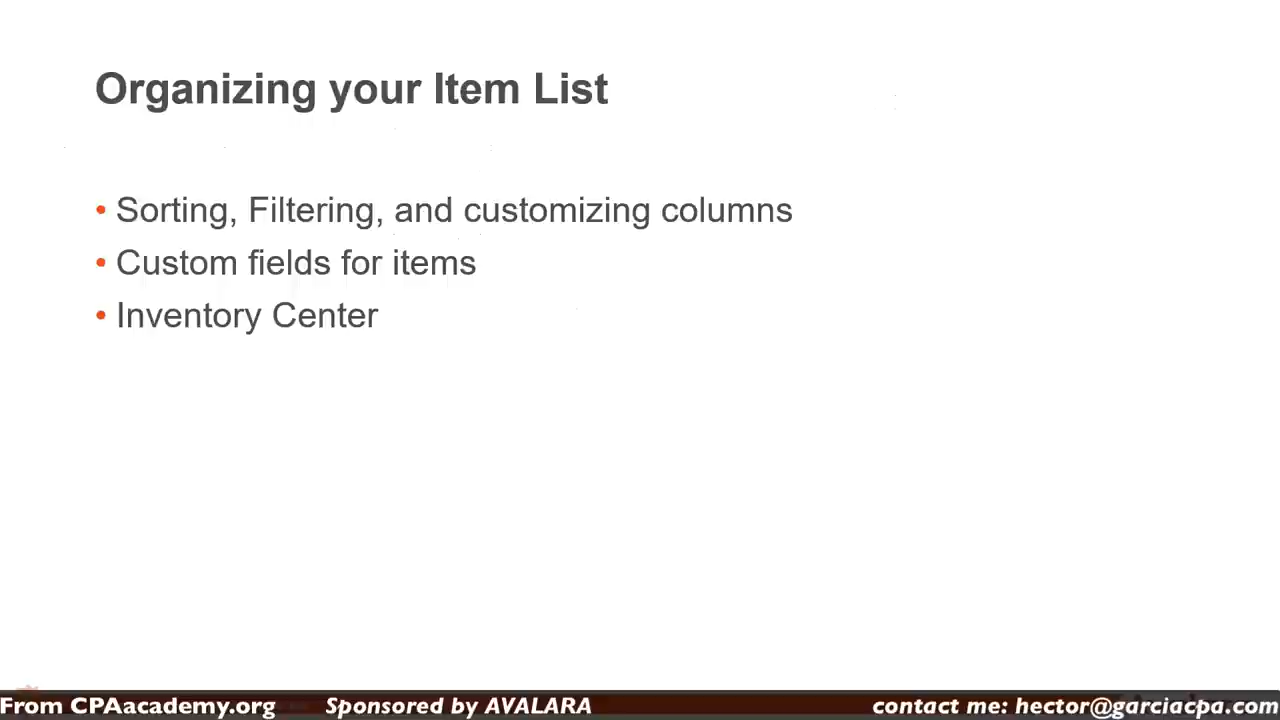 Organizing your Item List
• Sorting, Filtering, and customizing columns
• Custom fields for items
• Inventory Center
From CPAacademy.org Sponsored by AVALARA contact me: hector@garciacpa.com